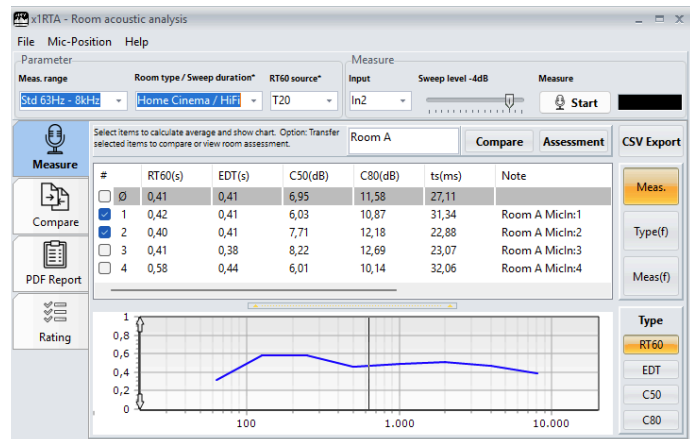 x1RTA - Room acoustic analysis
File Mic-Position Help
Parameter Measure
Meas. range Room type / Sweep duration* RT60 source* Input Sweep level -4dB Measure
Std 63Hz - 8kHz Home Cinema / HiFi T20 In2 Start
Measure
Select items to calculate average and show chart. Option: Transfer
selected items to compare or view room assessment.
Room A Compare Assessment CSV Export
# RT60(s) EDT(s) C50(dB) C80(dB) ts(ms) Note
Ø 0,41 0,41 6,95 11,58 27,11
1 0,42 0,41 6,03 10,87 31,34 Room A MicIn:1
2 0,40 0,41 7,71 12,18 22,88 Room A MicIn:2
3 0,41 0,38 8,22 12,69 23,07 Room A MicIn:3
4 0,58 0,44 6,01 10,14 32,06 Room A MicIn:4
Meas.
Type(f)
Meas(f)
Compare
PDF Report
Rating
1
0,8
0,6
0,4
0,2
0
100 1.000 10.000
Type
RT60
EDT
C50
C80